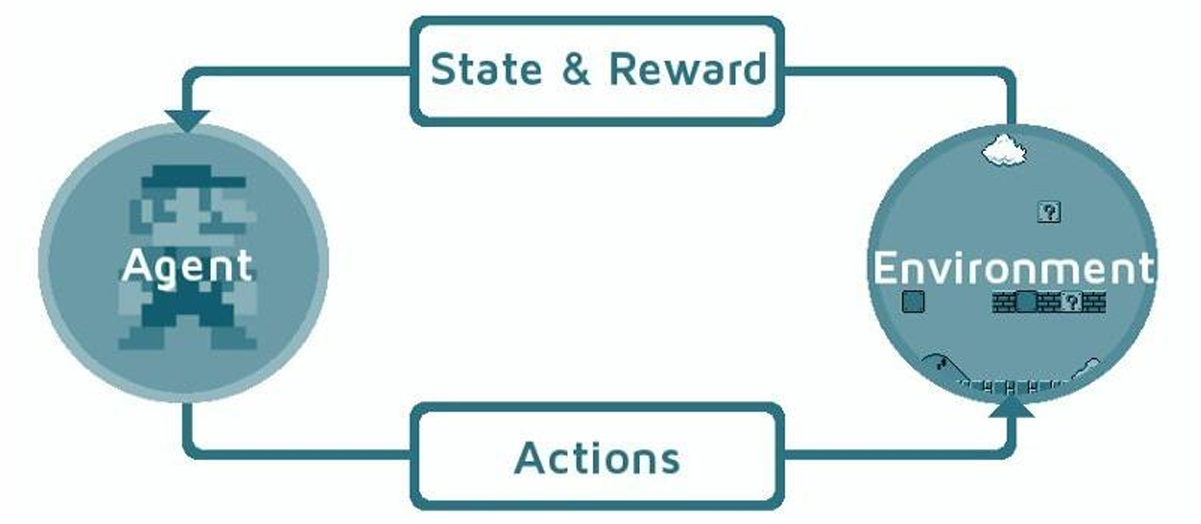 State & Reward
Agent
Environment
?
?
Actions